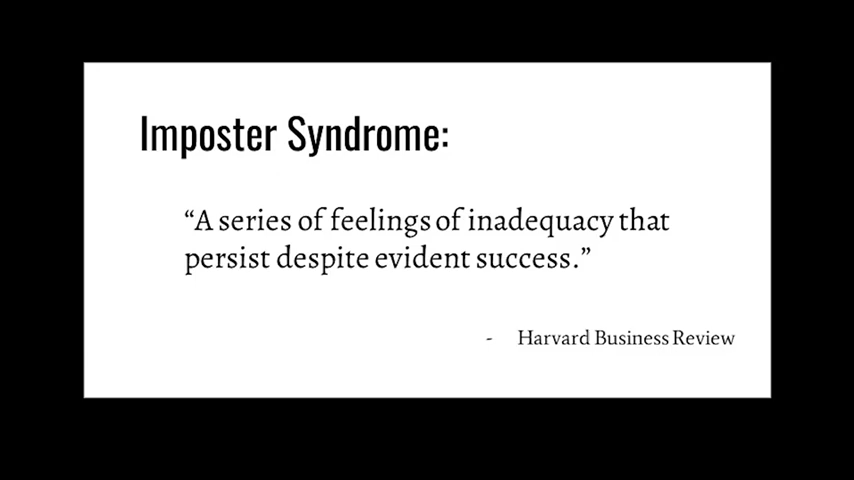 Imposter Syndrome:
“A series of feelings of inadequacy that
persist despite evident success.”
- Harvard Business Review